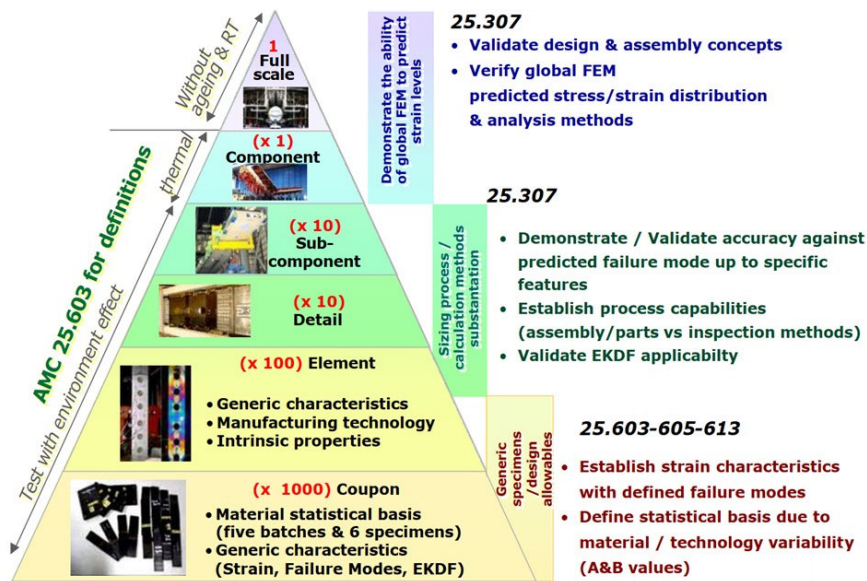 1
Full
scale
(x 1)
Component
(x 10)
Sub-
component
(x 10)
Detail
(x 100) Element
• Generic characteristics
• Manufacturing technology
• Intrinsic properties
(x 1000) Coupon
• Material statistical basis
(five batches & 6 specimens)
• Generic characteristics
(Strain, Failure Modes, EKDF)
Without
ageing & RT
thermal
Test with environment effect
AMC 25.603 for definitions
Demonstrate the ability
of global FEM to predict
strain levels
25.307
• Validate design & assembly concepts
• Verify global FEM
predicted stress/strain distribution
& analysis methods
Sizing process /
calculation methods
substantation
25.307
• Demonstrate / Validate accuracy against
predicted failure mode up to specific
features
• Establish process capabilities
(assembly/parts vs inspection methods)
• Validate EKDF applicabilty
Generic
specimens
/design
allowables
25.603-605-613
• Establish strain characteristics
with defined failure modes
• Define statistical basis due to
material / technology variability
(A&B values)